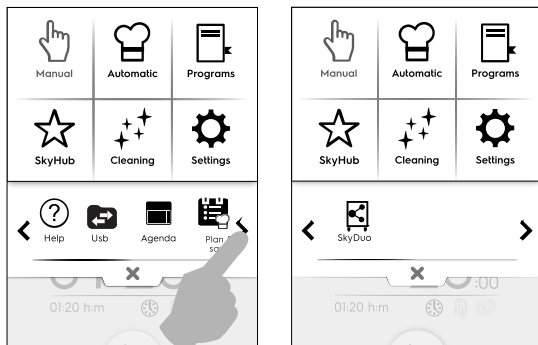 Manual
Automatic
Programs
SkyHub
Cleaning
Settings
Help
Usb
Agenda
Plan
01:20 h:m
Manual
Automatic
Programs
SkyHub
Cleaning
Settings
SkyDuo
:00
01:20 h:m